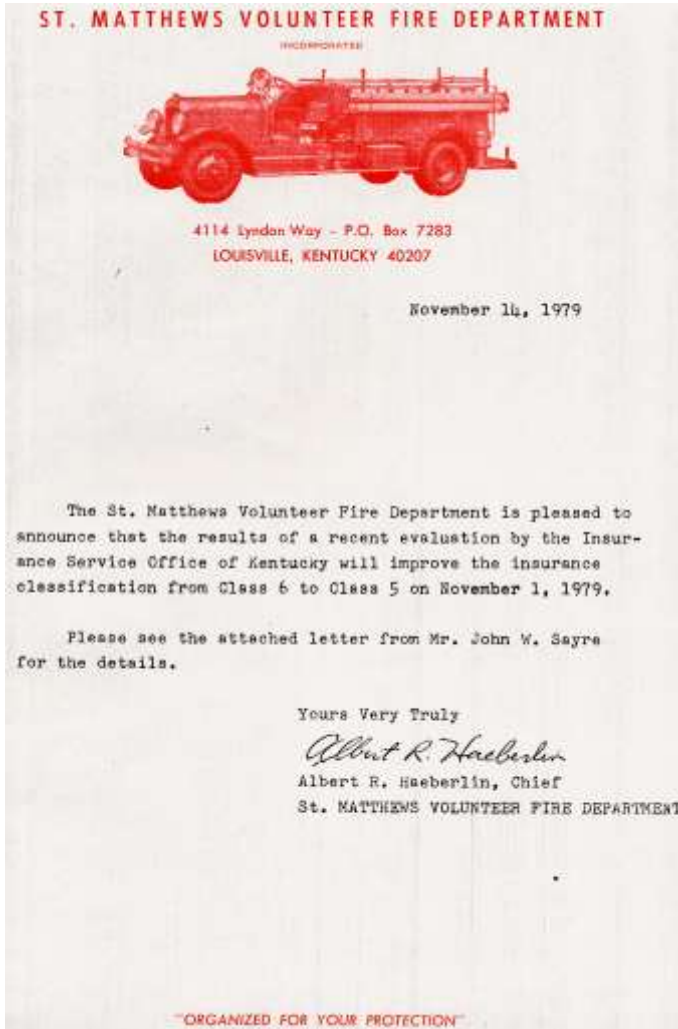 ST. MATTHEWS VOLUNTEER FIRE DEPARTMENT
INCORPORATED
4114 Lyndon Way - P.O. Box 7283
LOUISVILLE, KENTUCKY 40207
November 14, 1979
The St. Matthews Volunteer Fire Department is pleased to
announce that the results of a recent evaluation by the Insur-
ance Service Office of Kentucky will improve the insurance
classification from Class 6 to Class 5 on November 1, 1979.
Please see the attached letter from Mr. John W. Sayre
for the details.
Yours Very Truly
Albert R. Haeberlin
Albert R. Haeberlin, Chief
St. MATTHEWS VOLUNTEER FIRE DEPARTMENT
"ORGANIZED FOR YOUR PROTECTION"